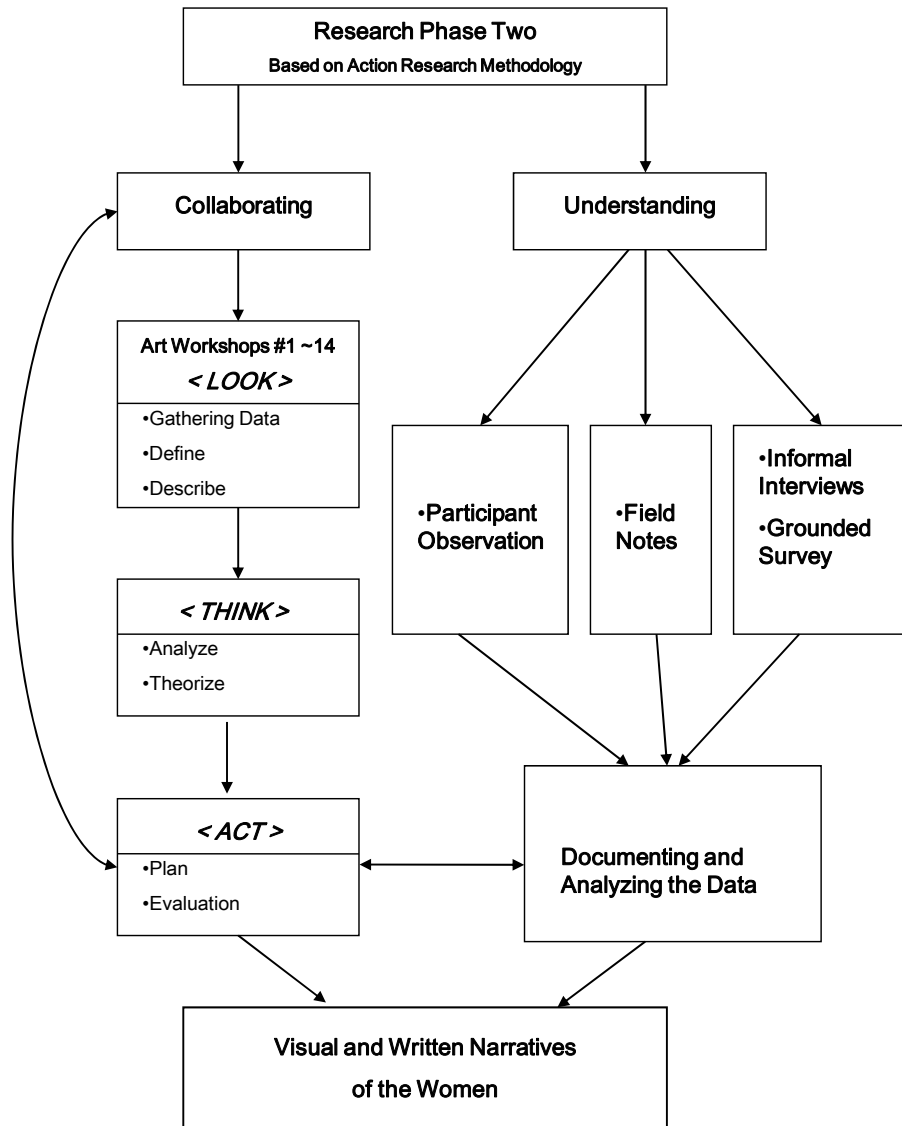 Research Phase Two
Based on Action Research Methodology
Collaborating
Understanding
Art Workshops #1 ~14
< LOOK >
•Gathering Data
•Define
•Describe
•Participant
Observation
•Field
Notes
•Informal
Interviews
•Grounded
Survey
< THINK >
•Analyze
•Theorize
< ACT >
•Plan
•Evaluation
Documenting and
Analyzing the Data
Visual and Written Narratives
of the Women